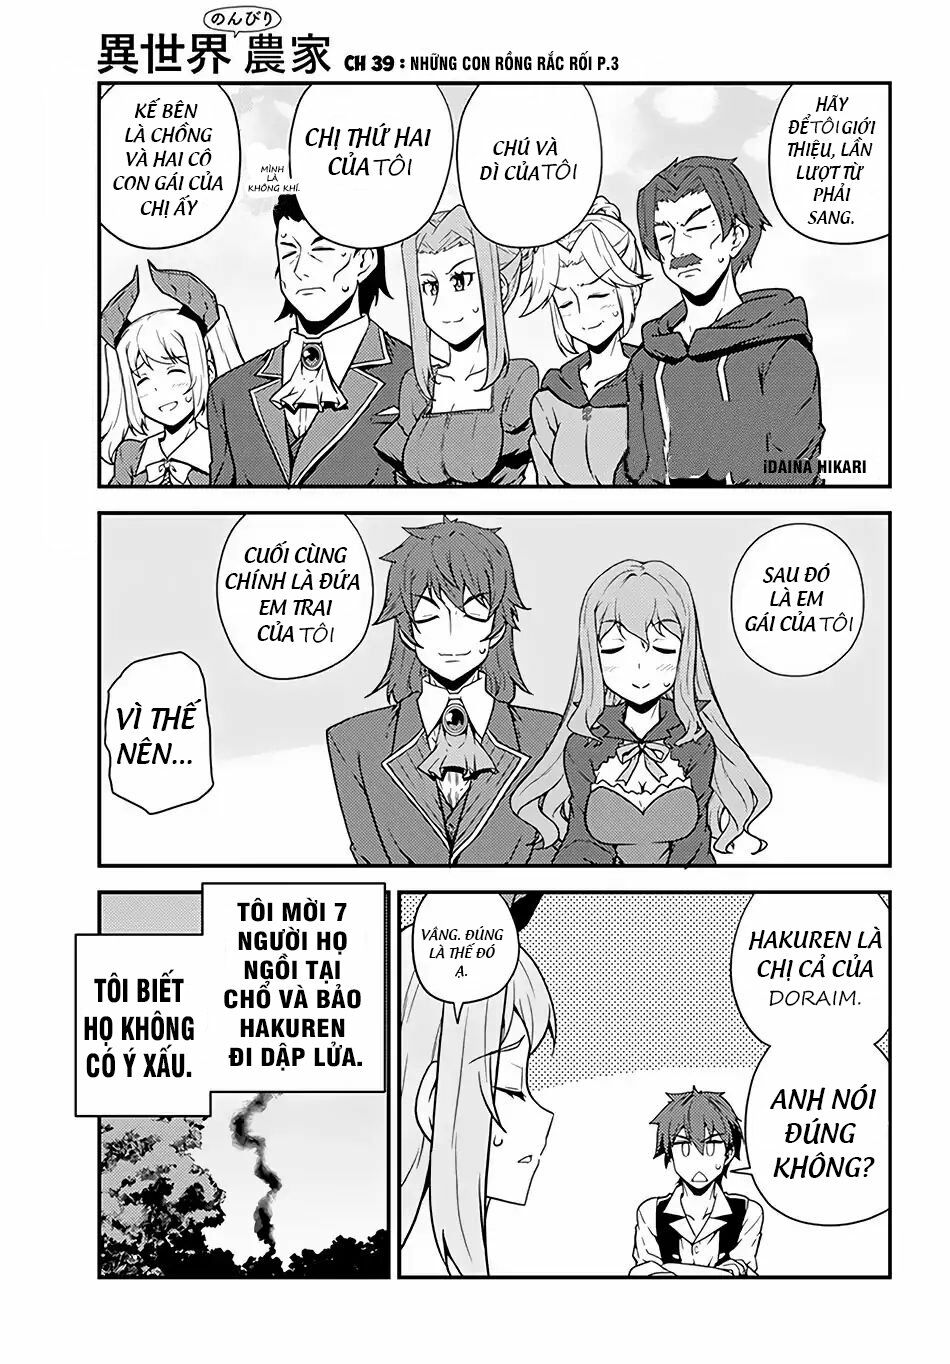 のんびり
異世界農家 CH 39 : NHỮNG CON RỒNG RẮC RỐI P.3
HÃY
ĐỂ TÔI GIỚI
THIỆU, LẦN
LƯỢT TỪ
PHẢI
SANG.
CHÚ VÀ
DÌ CỦA TÔI
CHỊ THỨ HAI
CỦA TÔI
MÌNH
LÀ
KHÔNG KHÍ.
KẾ BÊN
LÀ CHỒNG
VÀ HAI CÔ
CON GÁI CỦA
CHỊ ẤY
iDAINA HIKARI
SAU ĐÓ
LÀ EM
GÁI CỦA TÔI
CUỐI CÙNG
CHÍNH LÀ ĐỨA
EM TRAI
CỦA TÔI
VÌ THẾ
NÊN...
HAKUREN LÀ
CHỊ CẢ CỦA
DORAIM.
ANH NÓI
ĐÚNG
KHÔNG?
VÂNG. ĐÚNG
LÀ THẾ ĐÓ
Ạ.
TÔI MỜI 7
NGƯỜI HỌ
NGỒI TẠI
CHỔ VÀ BẢO
HAKUREN
ĐI DẬP LỬA.
TÔI BIẾT
HỌ KHÔNG
CÓ Ý XẤU.